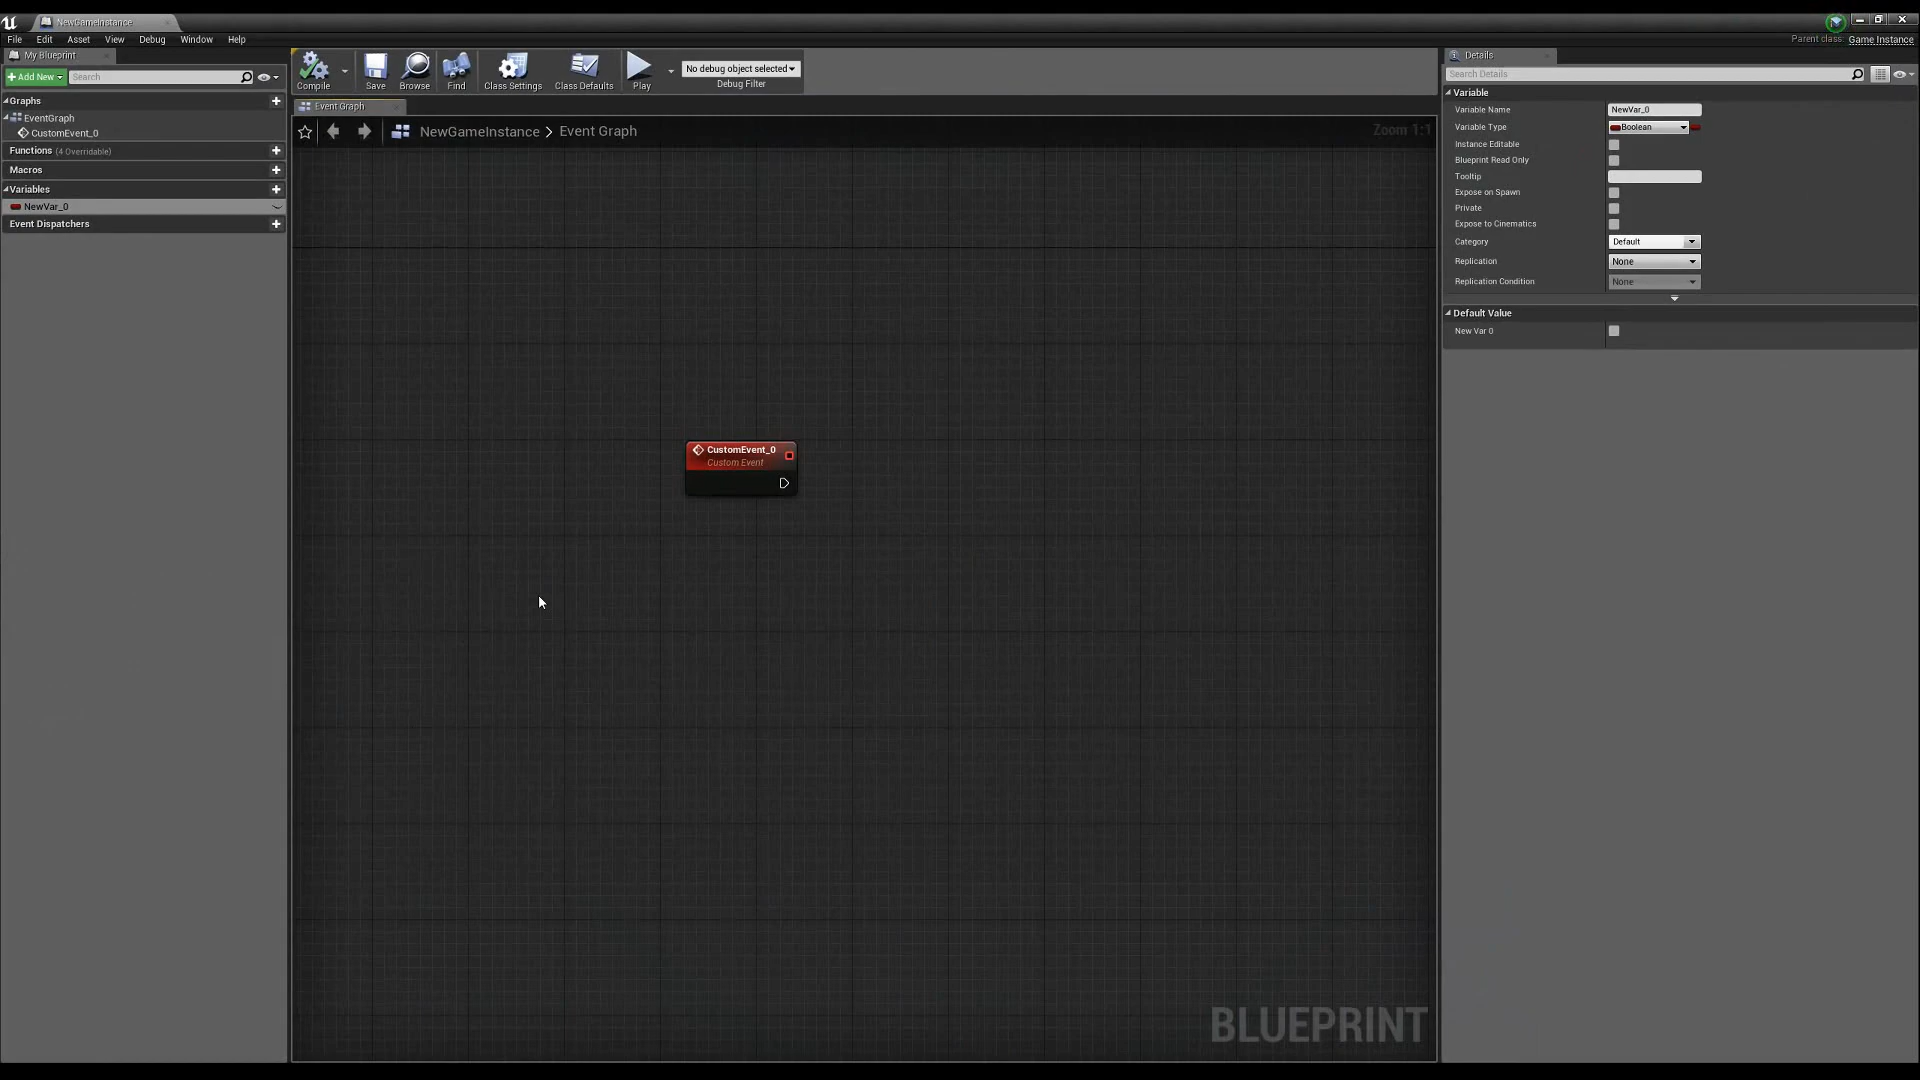 NewGameInstance
File Edit Asset View Debug Window Help
Parent class: Game Instance
My Blueprint
Add New
Search
Graphs
EventGraph
CustomEvent_0
Functions (4 Overridable)
Macros
Variables
NewVar_0
Event Dispatchers
Compile Save Browse Find Class Settings Class Defaults Play
No debug object selected
Debug Filter
Event Graph
NewGameInstance > Event Graph
Zoom 1:1
CustomEvent_0
Custom Event
BLUEPRINT
Details
Search Details
Variable
Variable Name NewVar_0
Variable Type Boolean
Instance Editable
Blueprint Read Only
Tooltip
Expose on Spawn
Private
Expose to Cinematics
Category Default
Replication None
Replication Condition None
Default Value
New Var 0